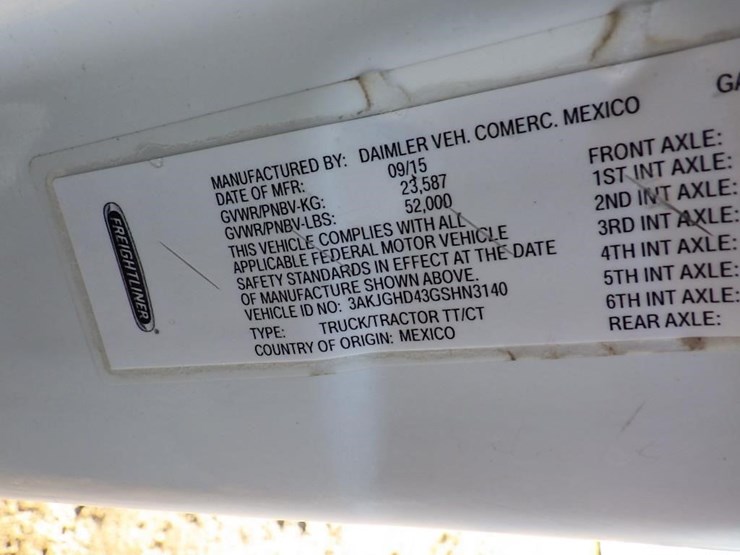 GA
MANUFACTURED BY: DAIMLER VEH. COMERC. MEXICO
DATE OF MFR: 09/15
GVWR/PNBV-KG: 23,587
GVWR/PNBV-LBS: 52,000
THIS VEHICLE COMPLIES WITH ALL
APPLICABLE FEDERAL MOTOR VEHICLE
SAFETY STANDARDS IN EFFECT AT THE DATE
OF MANUFACTURE SHOWN ABOVE.
VEHICLE ID NO: 3AKJGHD43GSHN3140
TYPE: TRUCK/TRACTOR TT/CT
COUNTRY OF ORIGIN: MEXICO
FRONT AXLE:
1ST INT AXLE:
2ND INT AXLE:
3RD INT AXLE:
4TH INT AXLE:
5TH INT AXLE:
6TH INT AXLE:
REAR AXLE:
FREIGHTLINER